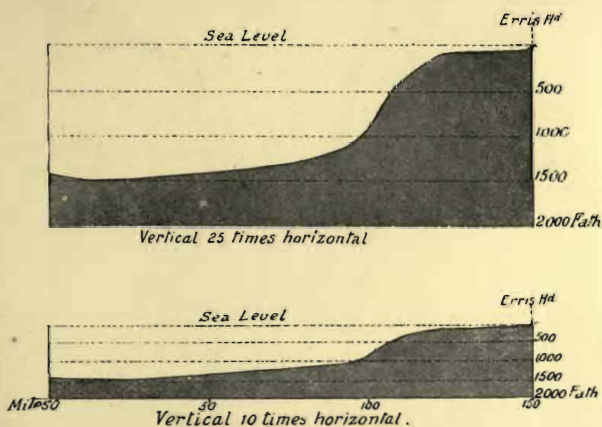 Erris Hd
Sea Level
500
1000
1500
2000 Fath
Vertical 25 times horizontal
Erris Hd
Sea Level
500
1000
1500
2000 Fath
Miles 0 50 100 150
Vertical 10 times horizontal.